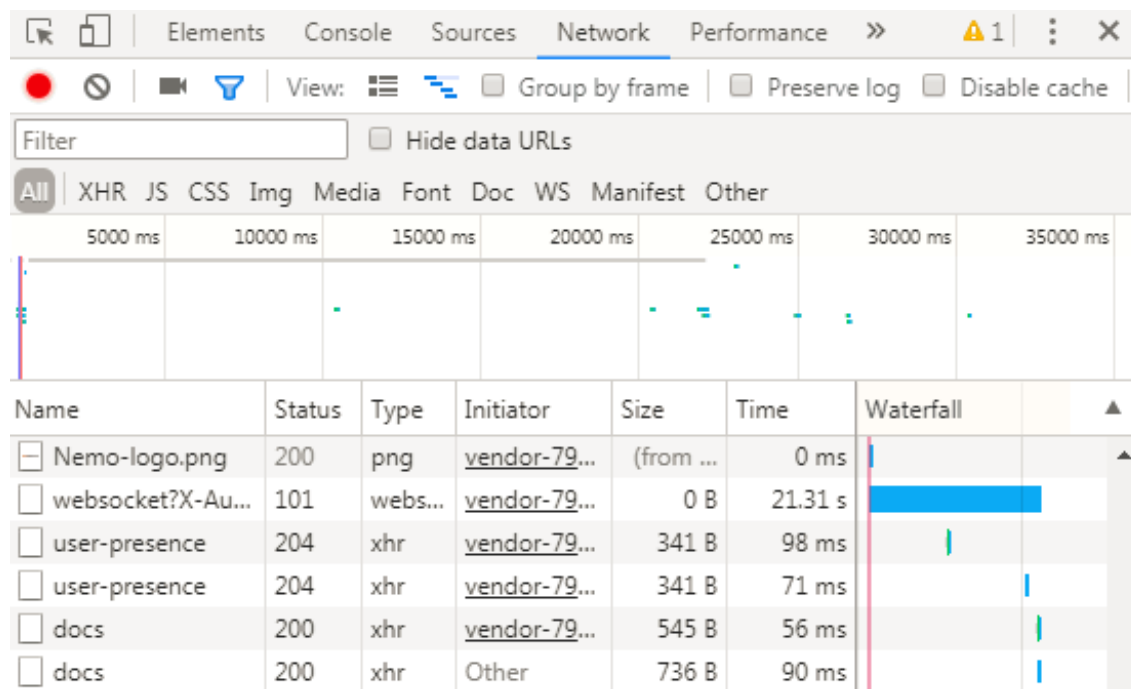 Elements Console Sources Network Performance » 1
View: Group by frame Preserve log Disable cache
Filter Hide data URLs
All XHR JS CSS Img Media Font Doc WS Manifest Other
5000 ms 10000 ms 15000 ms 20000 ms 25000 ms 30000 ms 35000 ms
Name Status Type Initiator Size Time Waterfall
Nemo-logo.png 200 png vendor-79... (from ... 0 ms
websocket?X-Au... 101 webs... vendor-79... 0 B 21.31 s
user-presence 204 xhr vendor-79... 341 B 98 ms
user-presence 204 xhr vendor-79... 341 B 71 ms
docs 200 xhr vendor-79... 545 B 56 ms
docs 200 xhr Other 736 B 90 ms